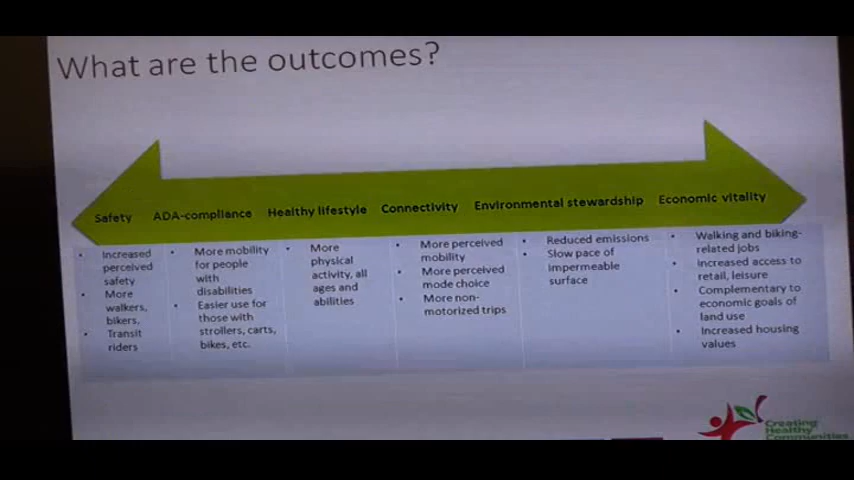 What are the outcomes?
Safety
ADA-compliance
Healthy lifestyle
Connectivity
Environmental stewardship
Economic vitality
• Increased
perceived
safety
• More
walkers,
bikers,
• Transit
riders
• More mobility
for people
with
disabilities
• Easier use for
those with
strollers, carts,
bikes, etc.
• More
physical
activity, all
ages and
abilities
• More perceived
mobility
• More perceived
mode choice
• More non-
motorized trips
• Reduced emissions
• Slow pace of
impermeable
surface
• Walking and biking-
related jobs
• Increased access to
retail, leisure
• Complementary to
economic goals of
land use
• Increased housing
values
Creating
Healthy
Communities